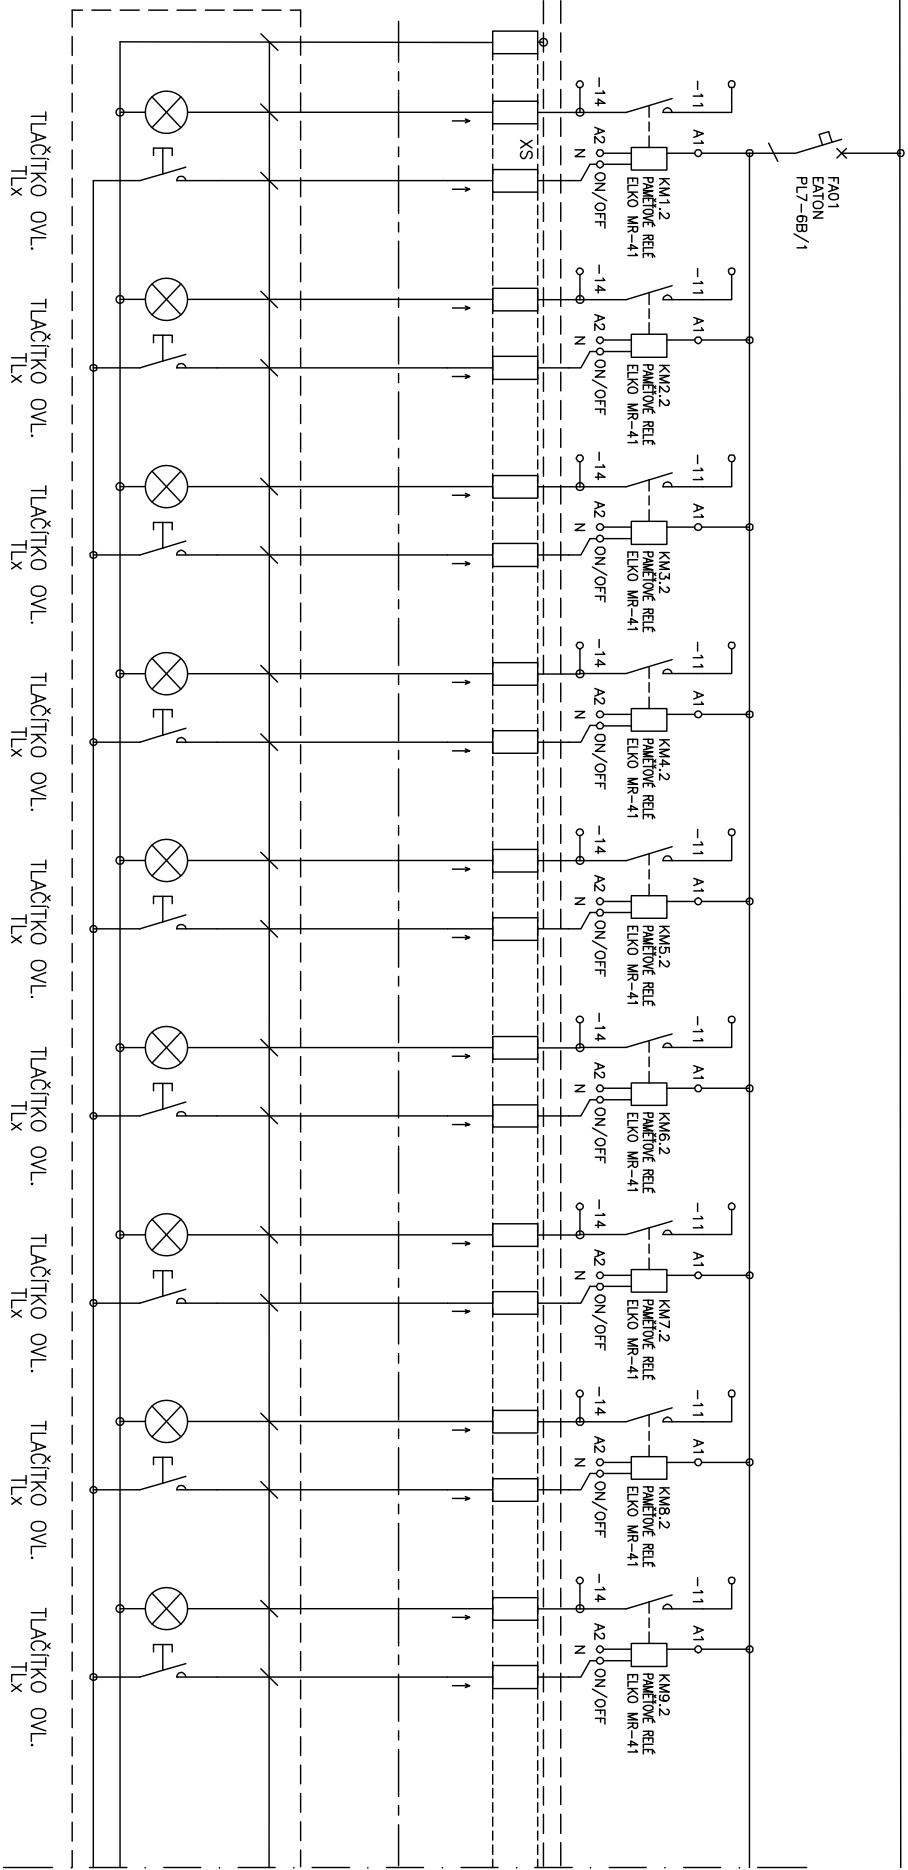 FA01
EATON
PL7-6B/1
-11
-14
A1
A2
N
ON/OFF
KM1.2
PAMĚŤOVÉ RELÉ
ELKO MR-41
XS
TLAČÍTKO OVL.
TLx
-11
-14
A1
A2
N
ON/OFF
KM2.2
PAMĚŤOVÉ RELÉ
ELKO MR-41
TLAČÍTKO OVL.
TLx
-11
-14
A1
A2
N
ON/OFF
KM3.2
PAMĚŤOVÉ RELÉ
ELKO MR-41
TLAČÍTKO OVL.
TLx
-11
-14
A1
A2
N
ON/OFF
KM4.2
PAMĚŤOVÉ RELÉ
ELKO MR-41
TLAČÍTKO OVL.
TLx
-11
-14
A1
A2
N
ON/OFF
KM5.2
PAMĚŤOVÉ RELÉ
ELKO MR-41
TLAČÍTKO OVL.
TLx
-11
-14
A1
A2
N
ON/OFF
KM6.2
PAMĚŤOVÉ RELÉ
ELKO MR-41
TLAČÍTKO OVL.
TLx
-11
-14
A1
A2
N
ON/OFF
KM7.2
PAMĚŤOVÉ RELÉ
ELKO MR-41
TLAČÍTKO OVL.
TLx
-11
-14
A1
A2
N
ON/OFF
KM8.2
PAMĚŤOVÉ RELÉ
ELKO MR-41
TLAČÍTKO OVL.
TLx
-11
-14
A1
A2
N
ON/OFF
KM9.2
PAMĚŤOVÉ RELÉ
ELKO MR-41
TLAČÍTKO OVL.
TLx